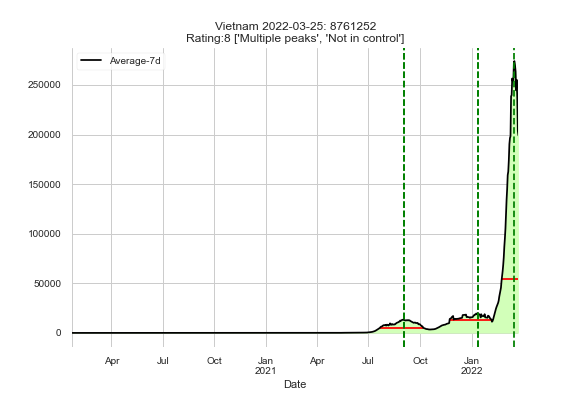 Vietnam 2022-03-25: 8761252
Rating:8 ['Multiple peaks', 'Not in control']
Average-7d
250000
200000
150000
100000
50000
0
Apr Jul Oct Jan Apr Jul Oct Jan
2021 2022
Date